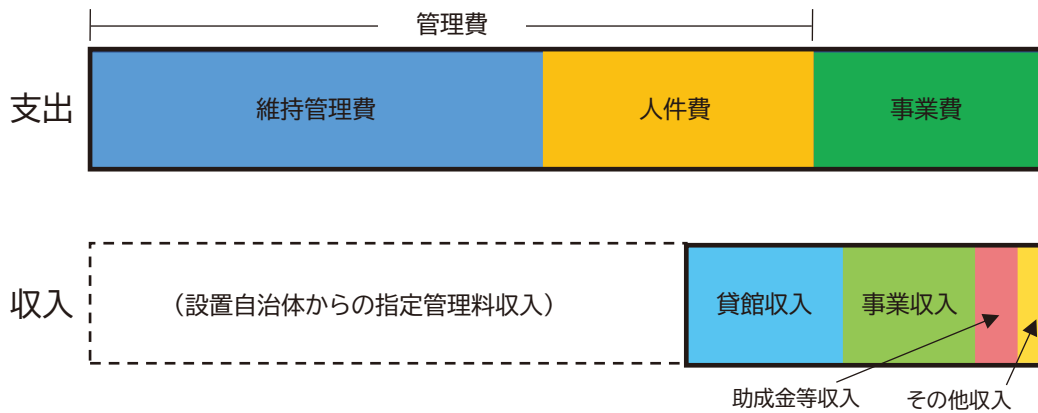 管理費
支出
維持管理費
人件費
事業費
収入
（設置自治体からの指定管理料収入）
貸館収入
事業収入
助成金等収入
その他収入